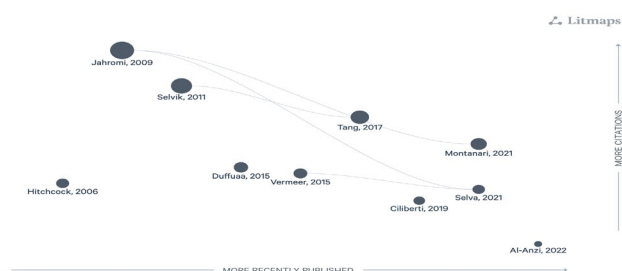 Litmaps
Jahromi, 2009
Selvik, 2011
Tang, 2017
Montanari, 2021
Duffuaa, 2015
Vermeer, 2015
Hitchcock, 2006
Selva, 2021
Ciliberti, 2019
Al-Anzi, 2022
MORE CITATIONS
MORE RECENTLY PUBLISHED